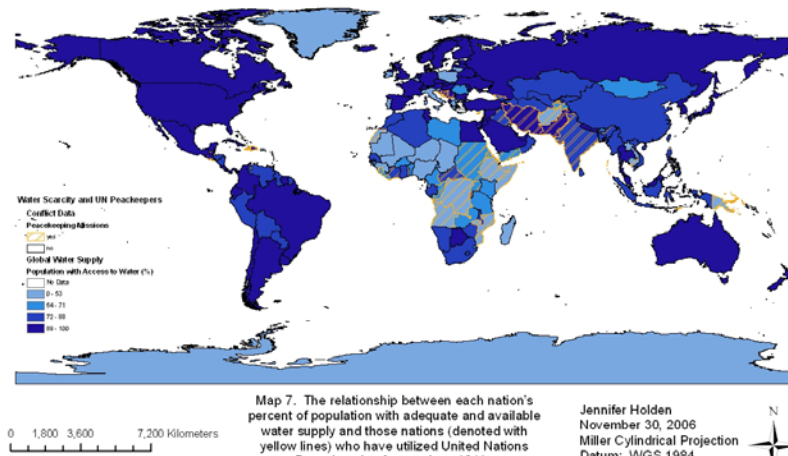 Water Scarcity and UN Peackeepers
Conflict Data
Peacekeeping Missions
yes
no
Global Water Supply
Population with Access to Water (%)
No Data
0 - 53
54 - 71
72 - 88
89 - 100
0 1,800 3,600 7,200 Kilometers
Map 7. The relationship between each nation's
percent of population with adequate and available
water supply and those nations (denoted with
yellow lines) who have utilized United Nations
Jennifer Holden
November 30, 2006
Miller Cylindrical Projection
Datum: WGS 1984
N